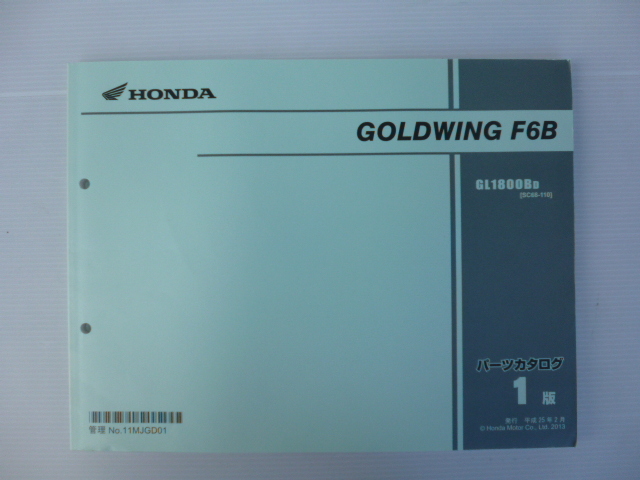 HONDA
GOLDWING F6B
GL1800BD
[SC68-110]
パーツカタログ
1 版
発行 平成25年2月
© Honda Motor Co., Ltd. 2013
管理 No.11MJGD01